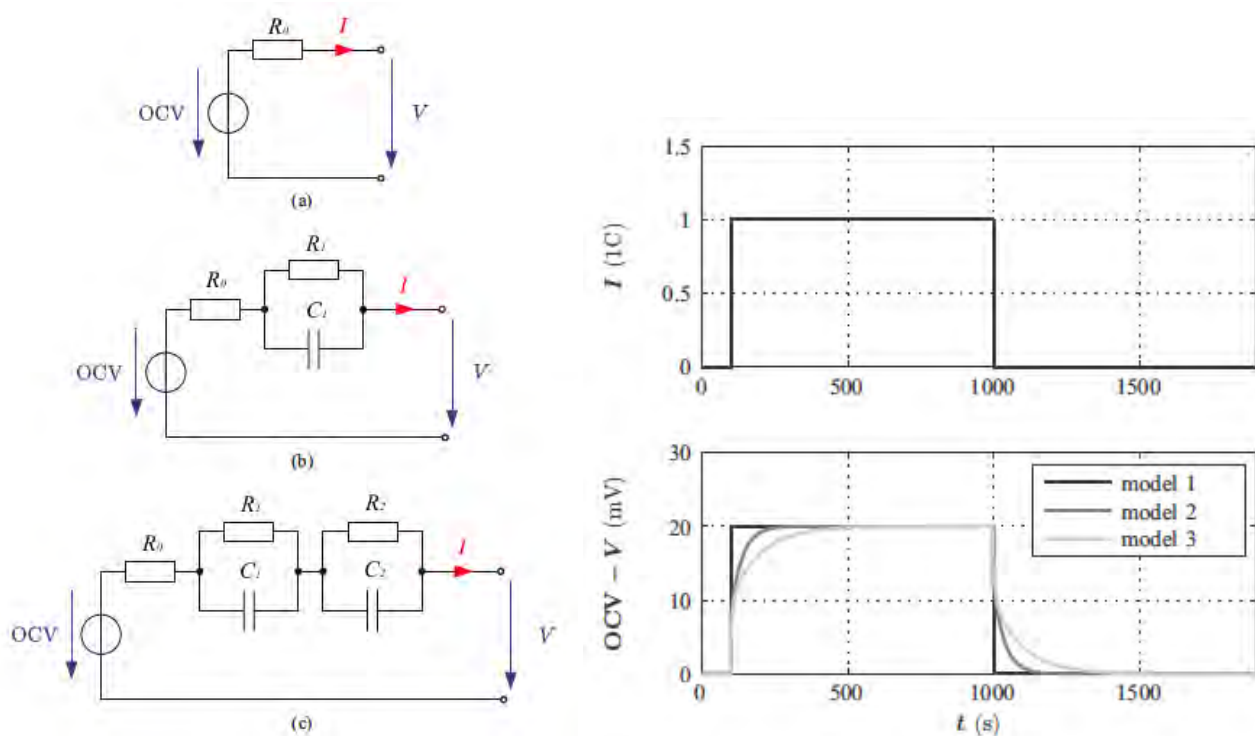 R₀
I
OCV
V
(a)
R₁
R₀
C₁
I
OCV
V
(b)
R₁
R₂
R₀
C₁
C₂
I
OCV
V
(c)
1.5
1
0.5
0
I (1C)
0
500
1000
1500
30
20
10
0
OCV − V (mV)
model 1
model 2
model 3
0
500
1000
1500
t (s)